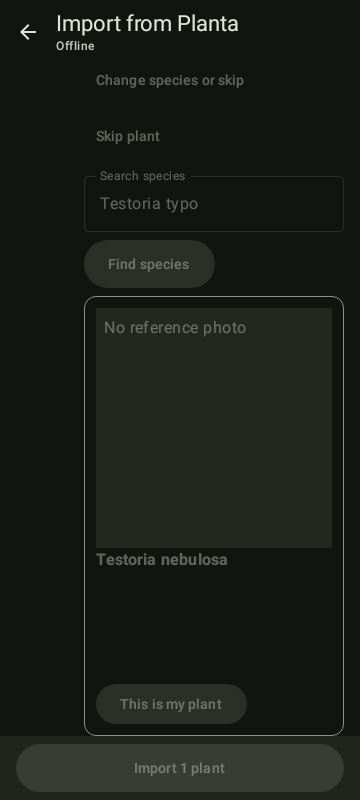 Import from Planta
Offline
Change species or skip
Skip plant
Search species
Testoria typo
Find species
No reference photo
Testoria nebulosa
This is my plant
Import 1 plant